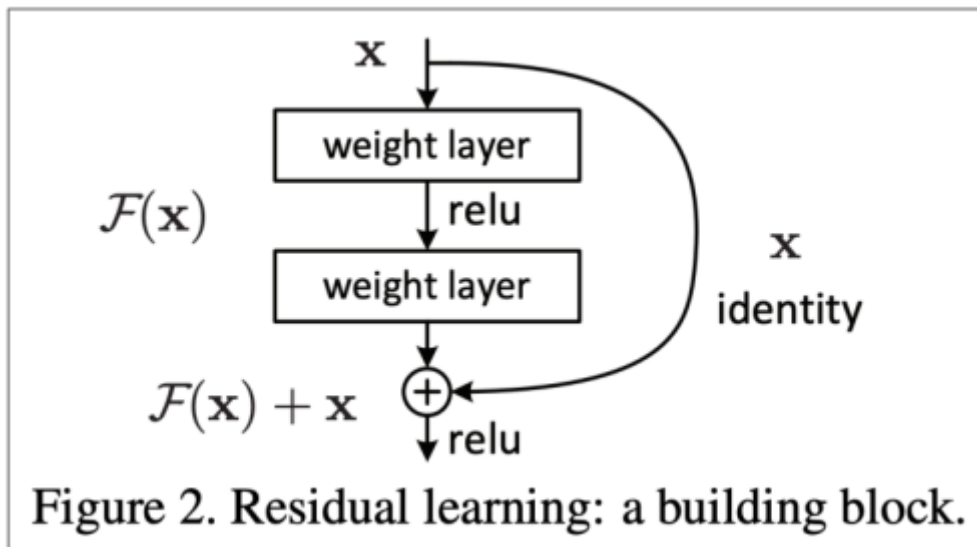 x
weight layer
F(x)
relu
x
weight layer
identity
F(x) + x
+
relu
Figure 2. Residual learning: a building block.